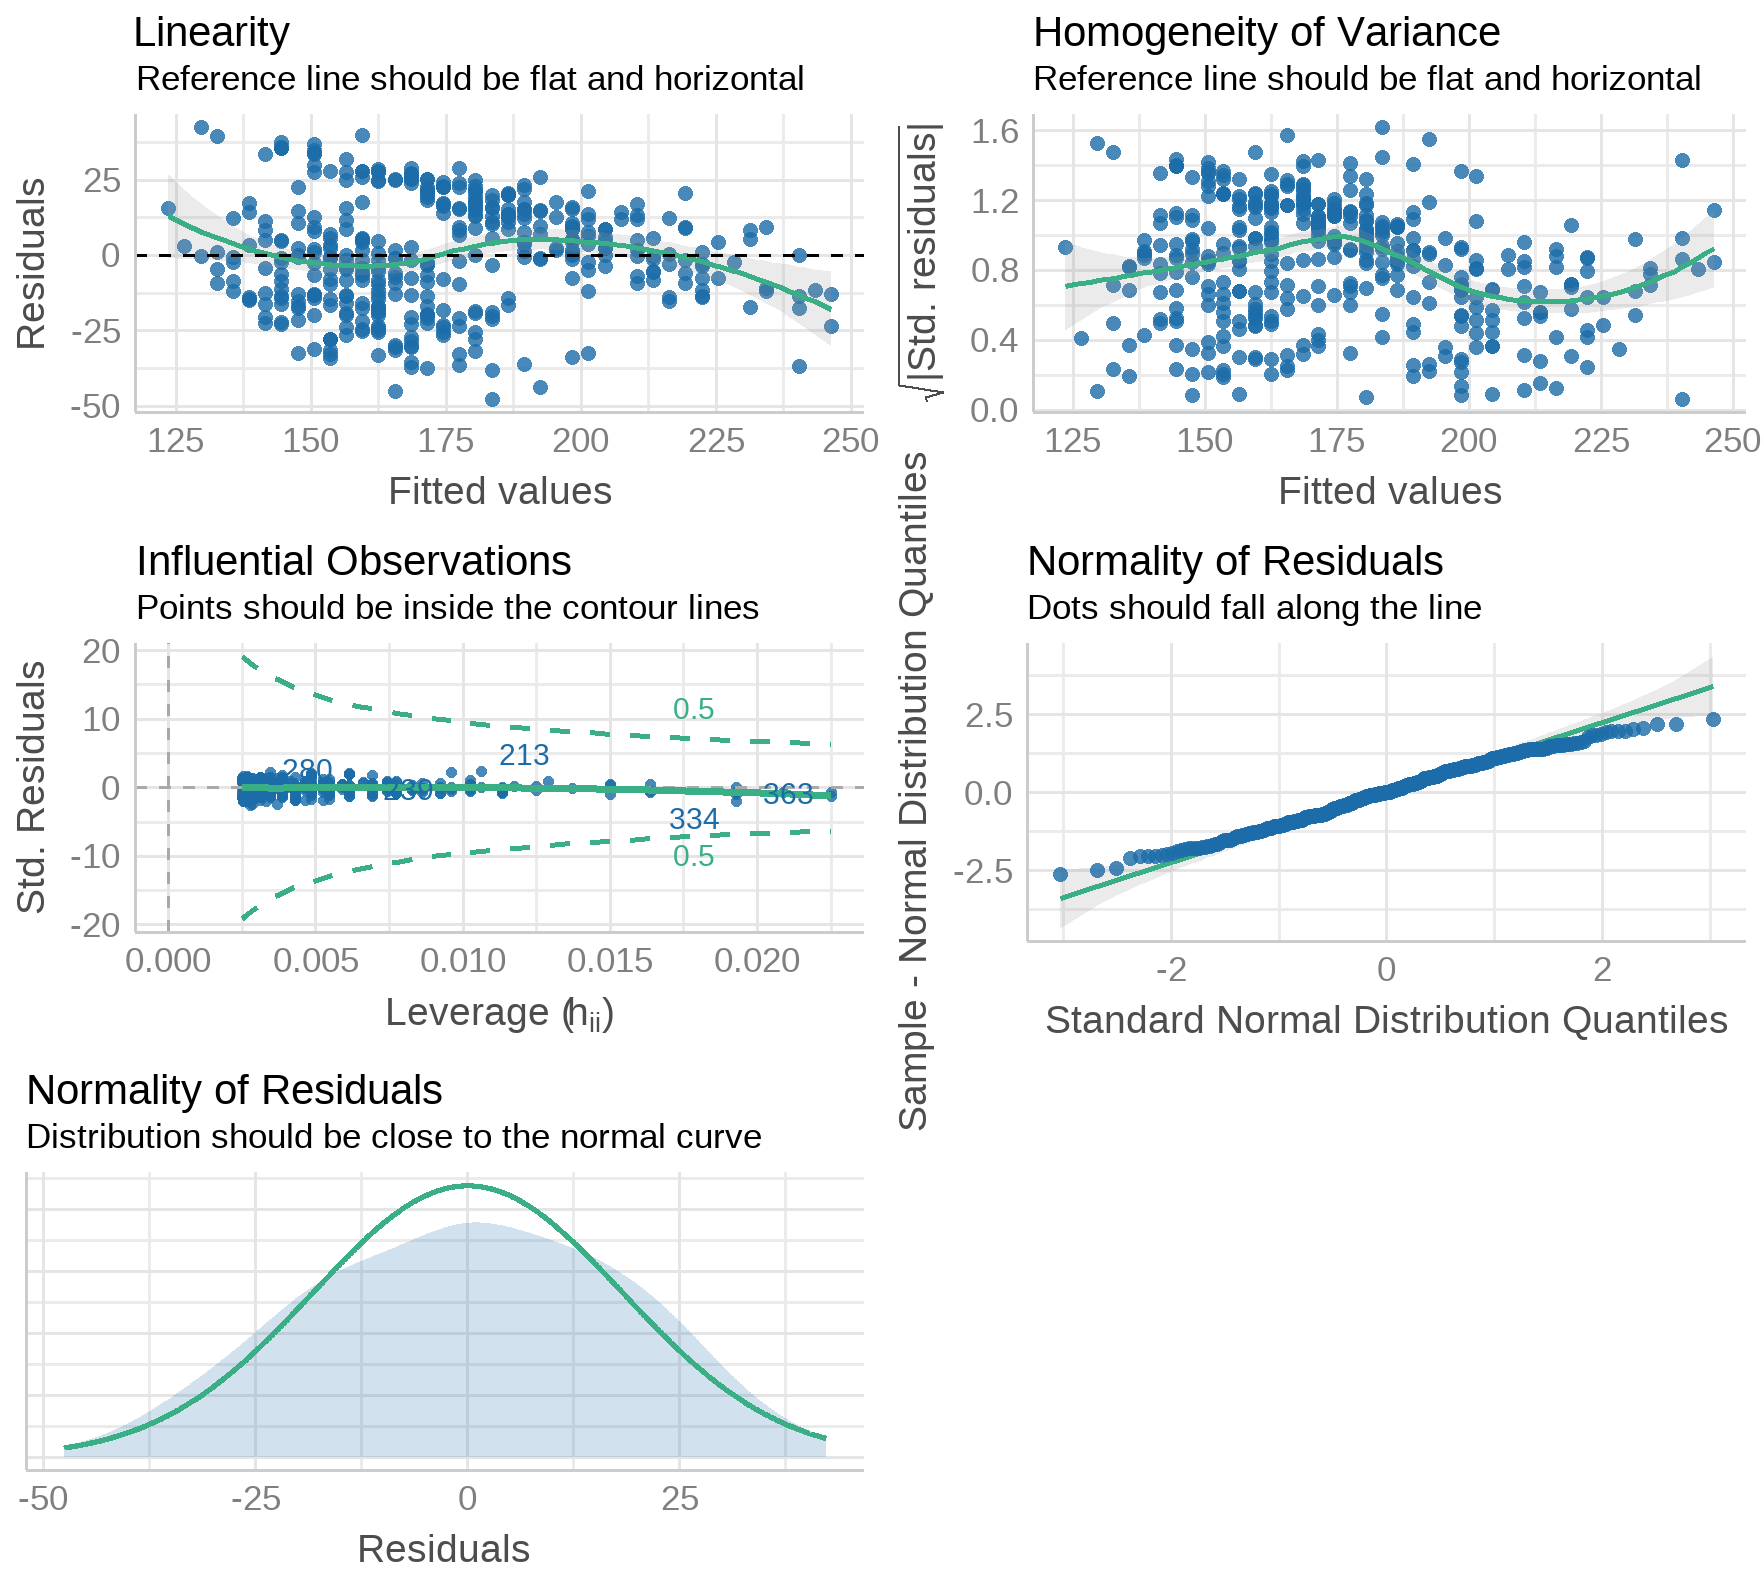 Linearity
Reference line should be flat and horizontal
Residuals
25
0
-25
-50
125 150 175 200 225 250
Fitted values
Homogeneity of Variance
Reference line should be flat and horizontal
√|Std. residuals|
1.6
1.2
0.8
0.4
0.0
125 150 175 200 225 250
Fitted values
Influential Observations
Points should be inside the contour lines
Std. Residuals
20
10
0
-10
-20
0.5
213
280
239
363
334
0.5
0.000 0.005 0.010 0.015 0.020
Leverage (hii)
Normality of Residuals
Dots should fall along the line
Sample - Normal Distribution Quantiles
2.5
0.0
-2.5
-2 0 2
Standard Normal Distribution Quantiles
Normality of Residuals
Distribution should be close to the normal curve
-50 -25 0 25
Residuals